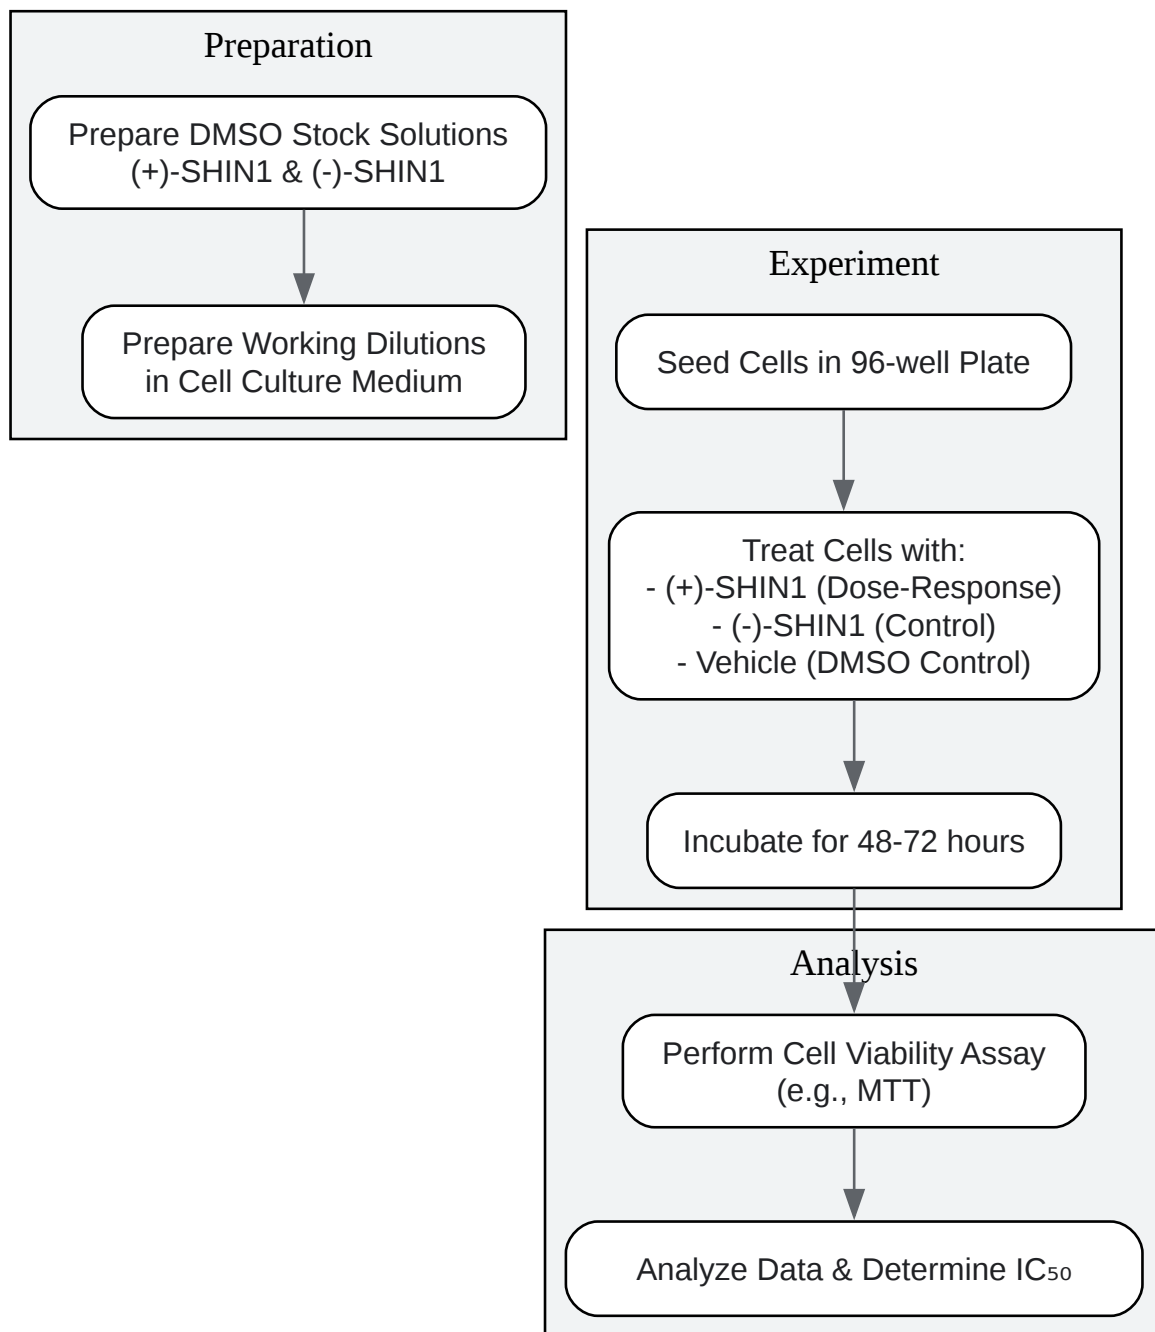 Preparation
Prepare DMSO Stock Solutions
(+)-SHIN1 & (-)-SHIN1
Prepare Working Dilutions
in Cell Culture Medium
Experiment
Seed Cells in 96-well Plate
Treat Cells with:
- (+)-SHIN1 (Dose-Response)
- (-)-SHIN1 (Control)
- Vehicle (DMSO Control)
Incubate for 48-72 hours
Analysis
Perform Cell Viability Assay
(e.g., MTT)
Analyze Data & Determine IC₅₀